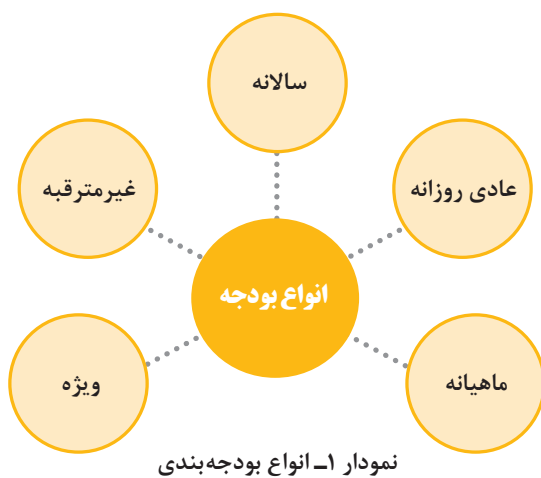 سالانه
عادی روزانه
غیرمترقبه
انواع بودجه
ماهیانه
ویژه
نمودار ۱ـ انواع بودجه‌بندی